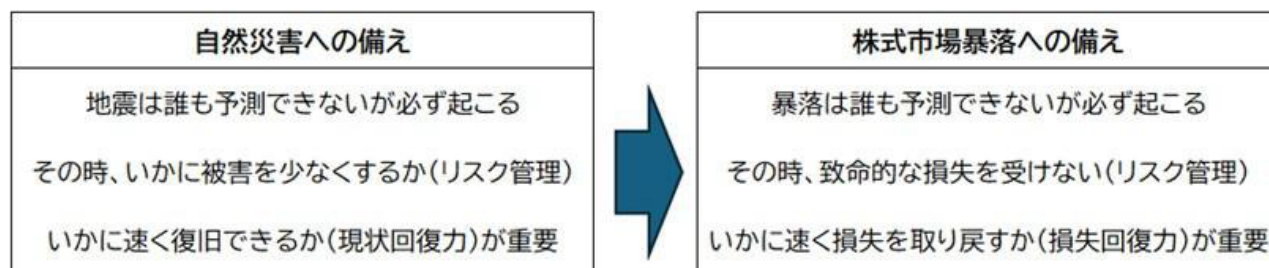 自然災害への備え
地震は誰も予測できないが必ず起こる
その時、いかに被害を少なくするか(リスク管理)
いかに速く復旧できるか(現状回復力)が重要
株式市場暴落への備え
暴落は誰も予測できないが必ず起こる
その時、致命的な損失を受けない(リスク管理)
いかに速く損失を取り戻すか(損失回復力)が重要